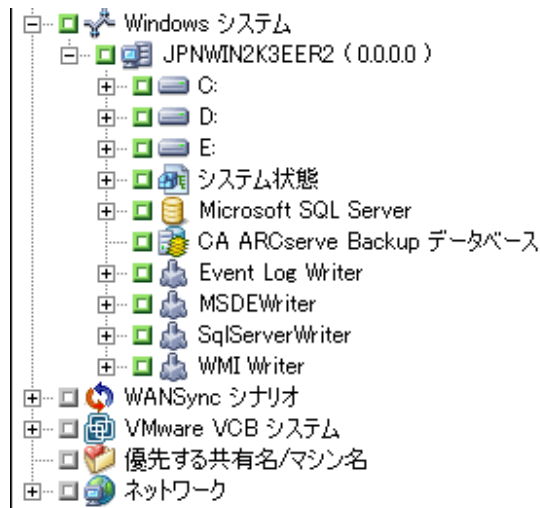 Windows システム
JPNWIN2K3EER2 ( 0.0.0.0 )
C:
D:
E:
システム状態
Microsoft SQL Server
CA ARCserve Backup データベース
Event Log Writer
MSDEWriter
SqlServerWriter
WMI Writer
WANSync シナリオ
VMware VCB システム
優先する共有名/マシン名
ネットワーク